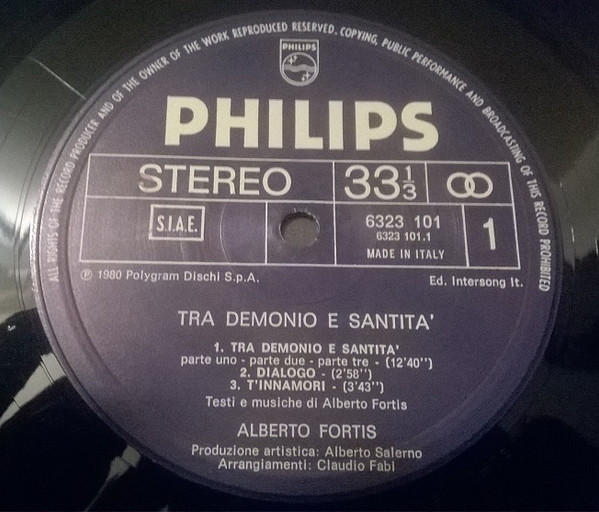 ALL RIGHTS OF THE RECORD PRODUCER AND OF THE OWNER OF THE WORK REPRODUCED RESERVED. COPYING, PUBLIC PERFORMANCE AND BROADCASTING OF THIS RECORD PROHIBITED
PHILIPS
PHILIPS
STEREO 33 1/3
S.I.A.E. 6323 101 1
6323 101.1
MADE IN ITALY
℗ 1980 Polygram Dischi S.p.A. Ed. Intersong It.
TRA DEMONIO E SANTITA'
1. TRA DEMONIO E SANTITA'
parte uno - parte due - parte tre - (12'40'')
2. DIALOGO - (2'58'')
3. T'INNAMORI - (3'43'')
Testi e musiche di Alberto Fortis
ALBERTO FORTIS
Produzione artistica: Alberto Salerno
Arrangiamenti: Claudio Fabi